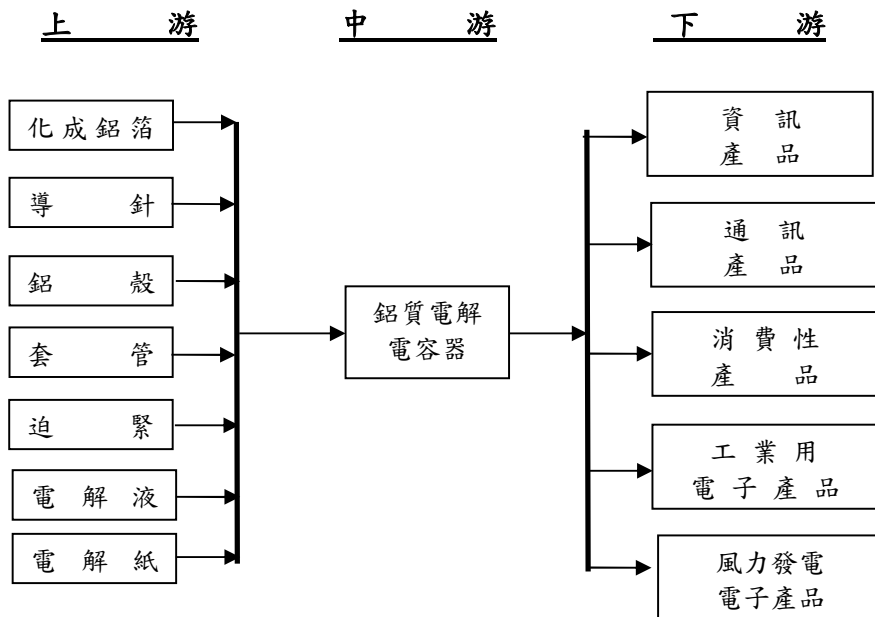 上游 中游 下游
化成鋁箔
導針
鋁殼
套管
迫緊
電解液
電解紙
鋁質電解
電容器
資訊
產品
通訊
產品
消費性
產品
工業用
電子產品
風力發電
電子產品